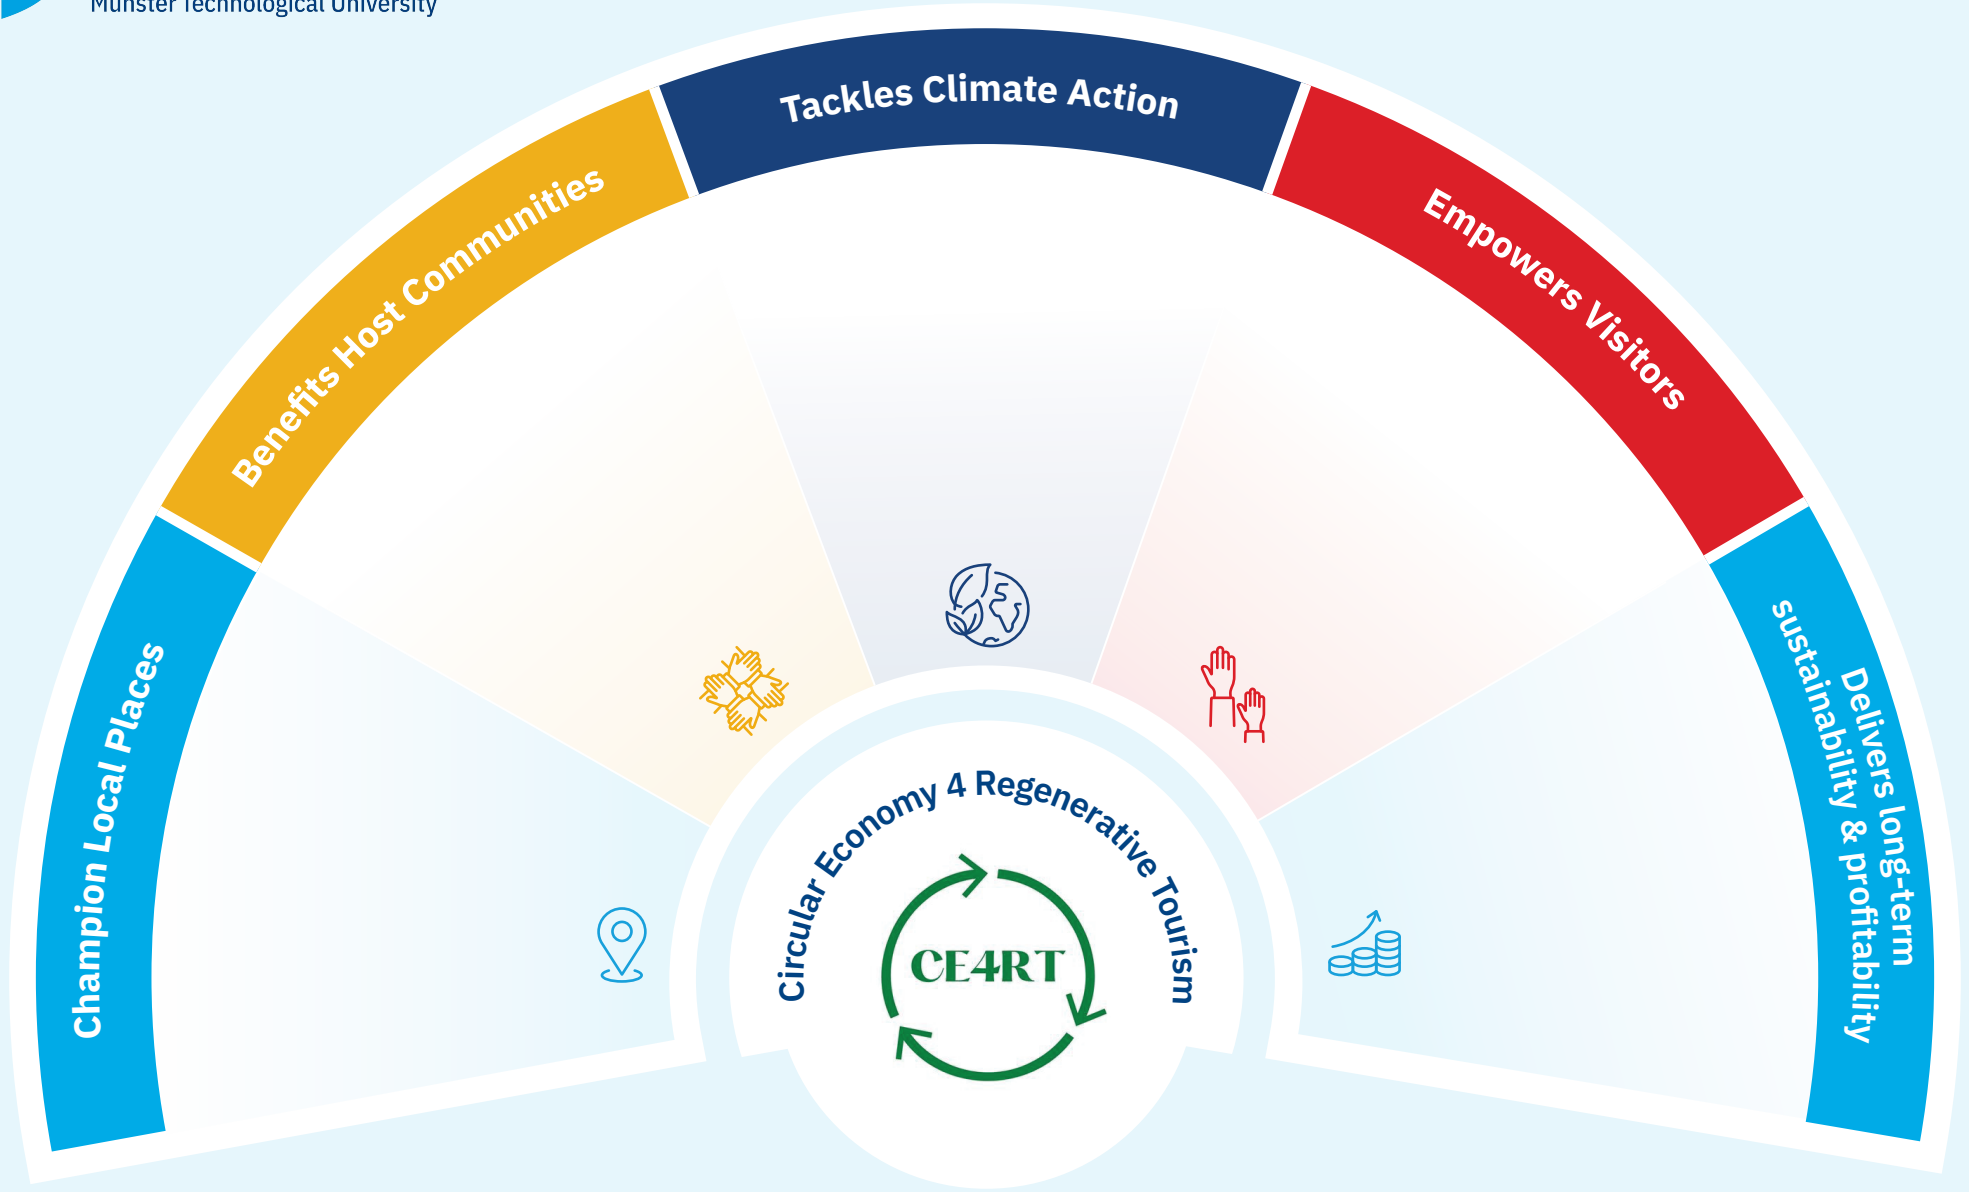 Munster Technological University
Champion Local Places
Benefits Host Communities
Tackles Climate Action
Empowers Visitors
Delivers long-term
sustainability & profitability
Circular Economy 4 Regenerative Tourism
CE4RT